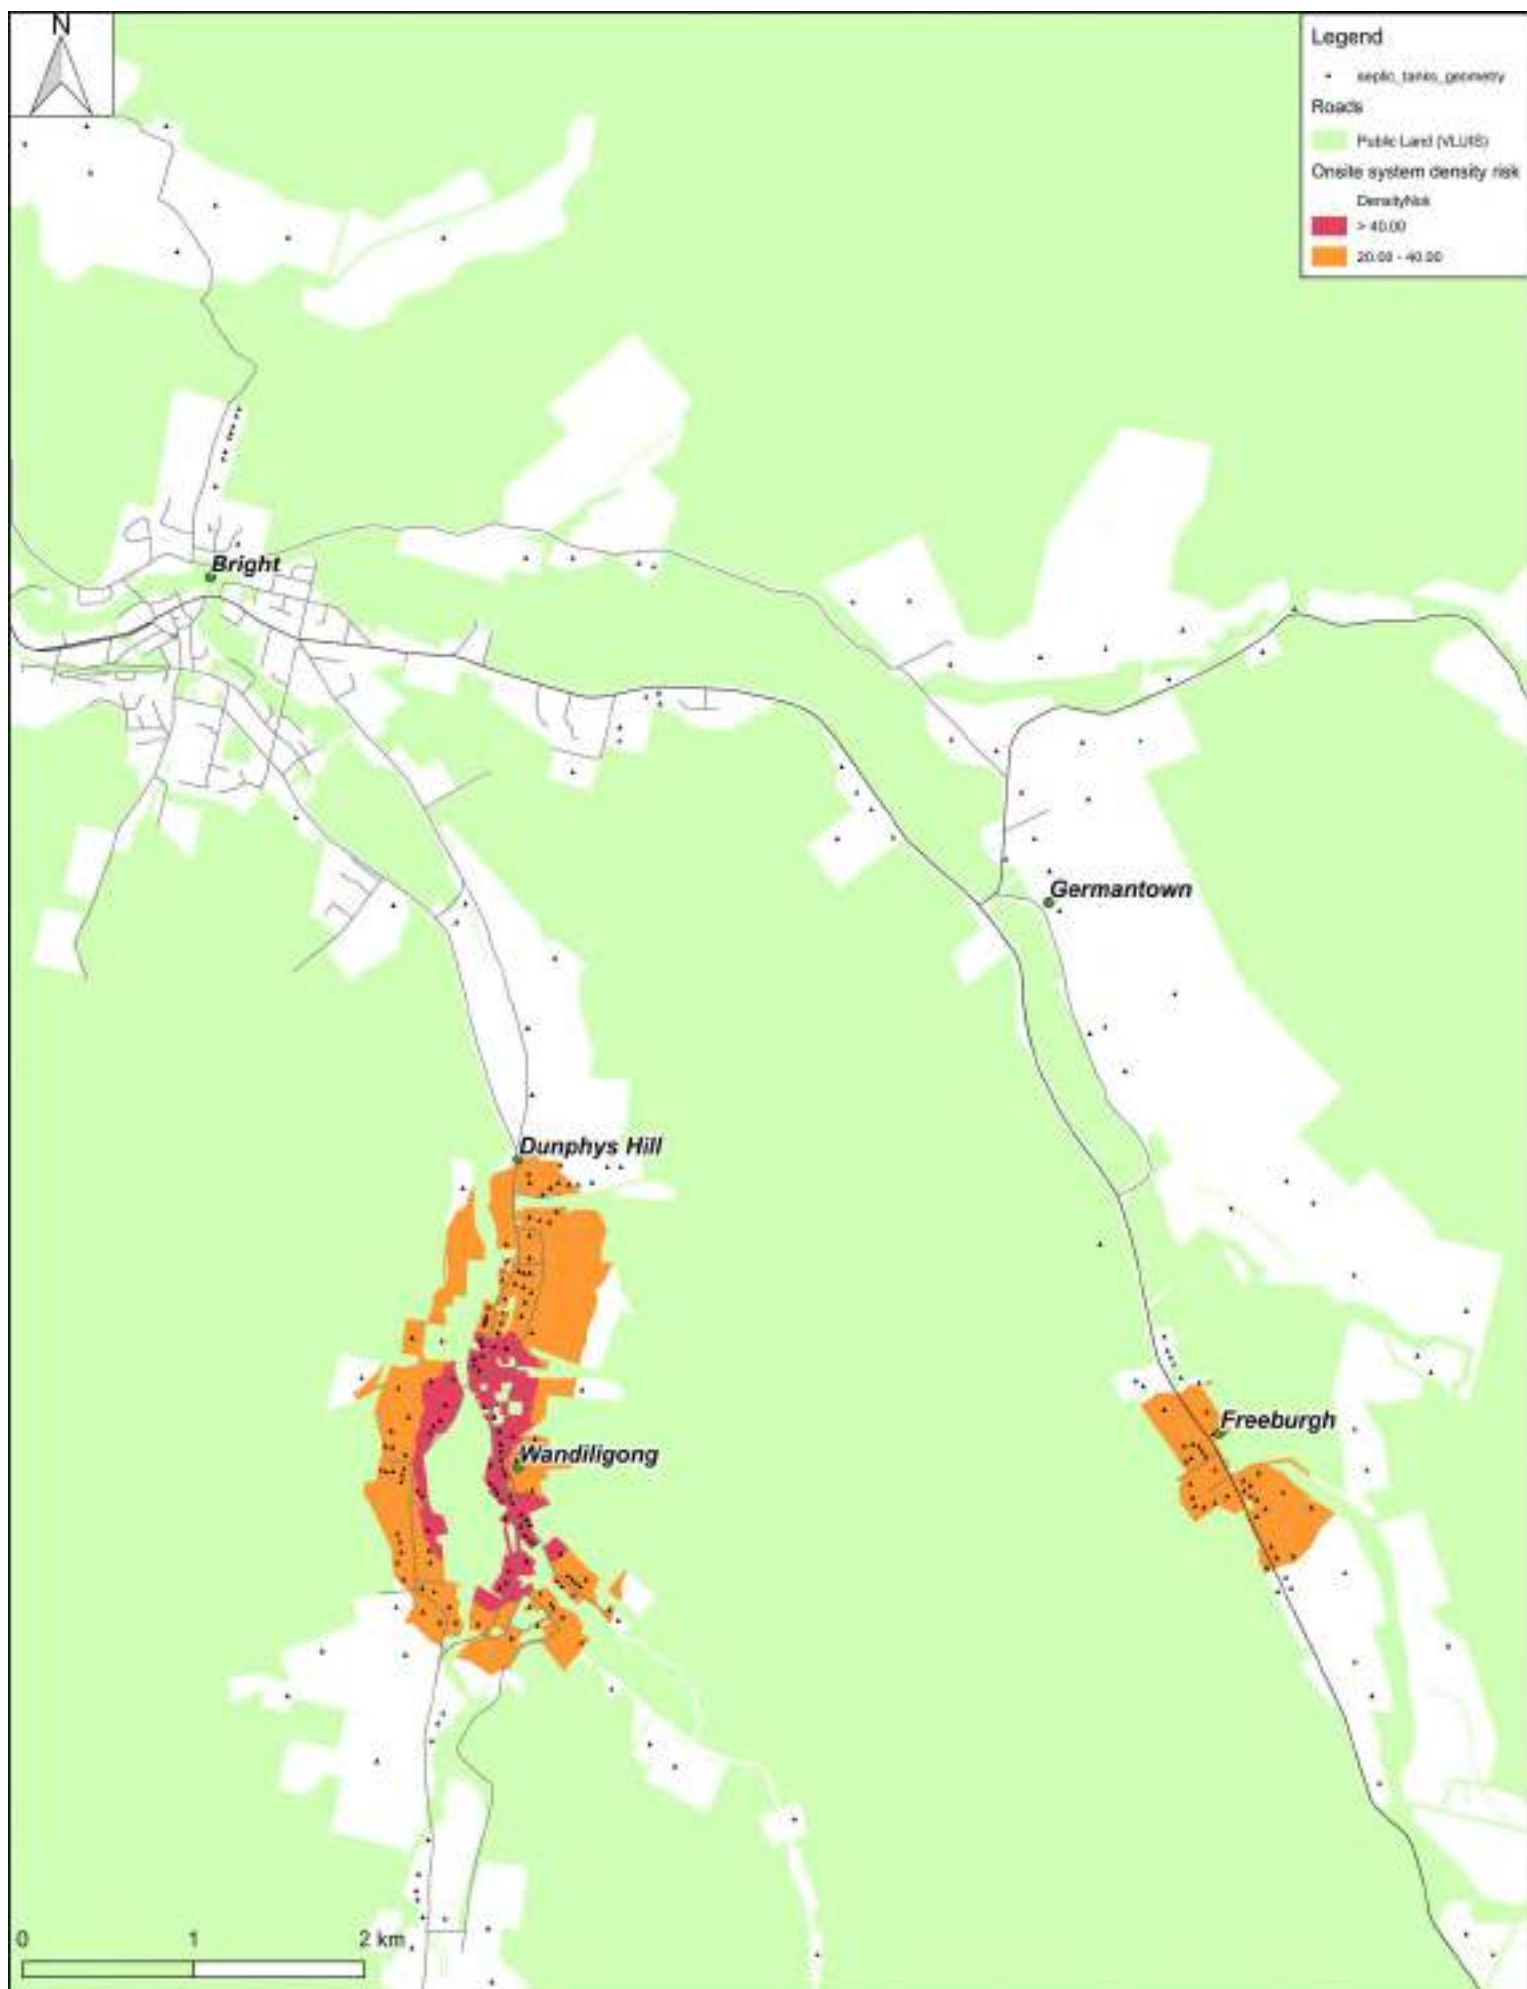 N
Legend
septic_tanks_geometry
Roads
Public Land (VLUIS)
Onsite system density risk
> 40.00
20.00 - 40.00
Bright
Germantown
Dunphys Hill
Freeburgh
Wandiligong
0 1 2 km